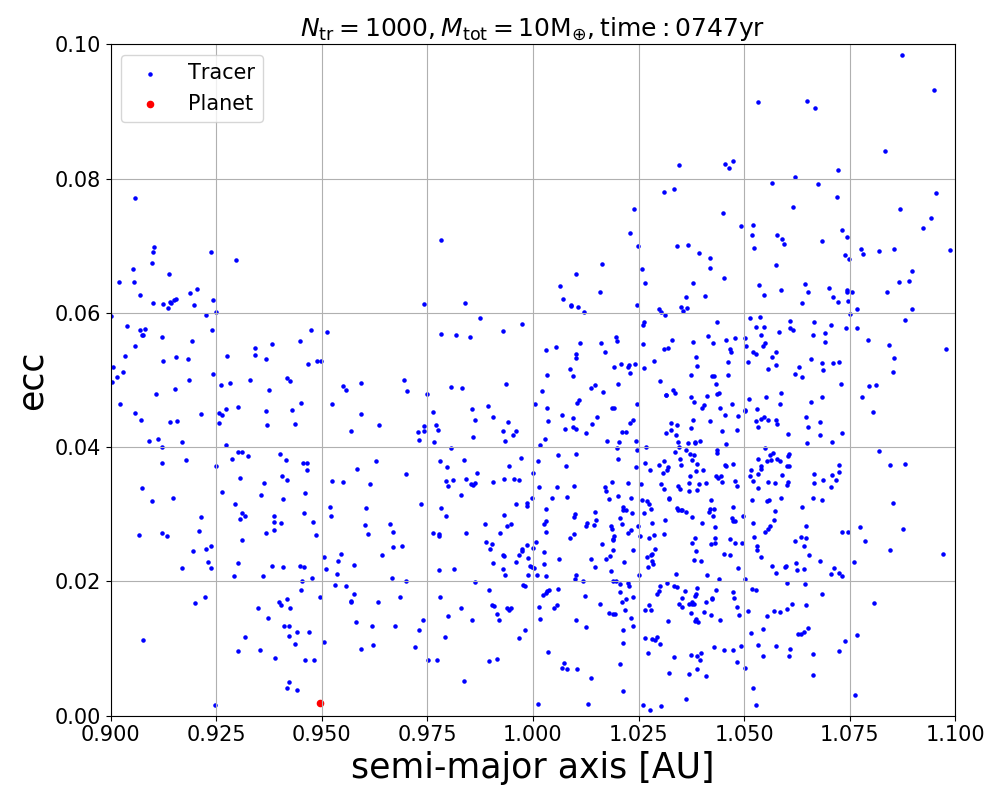 N_tr = 1000, M_tot = 10M_⊕, time : 0747yr
Tracer
Planet
ecc
0.10
0.08
0.06
0.04
0.02
0.00
0.900 0.925 0.950 0.975 1.000 1.025 1.050 1.075 1.100
semi-major axis [AU]